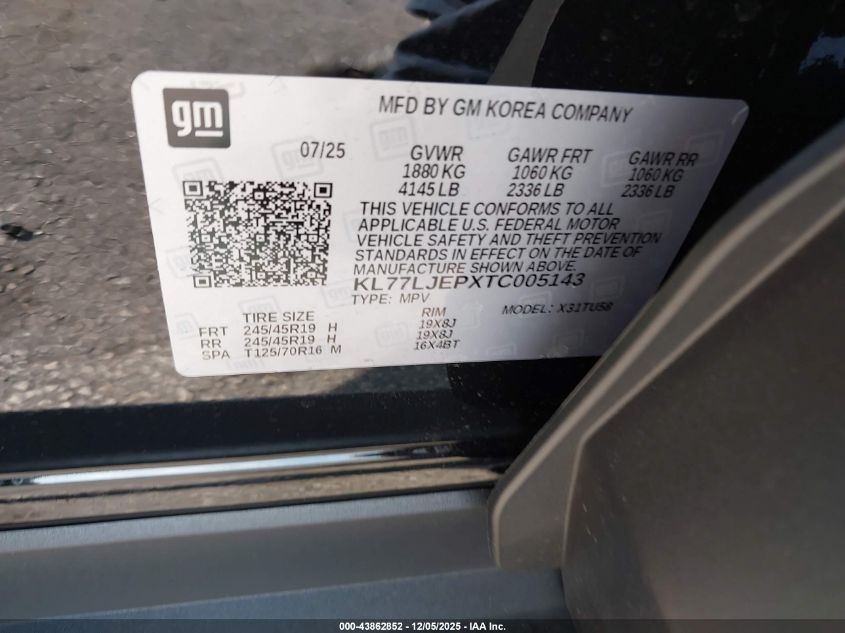 gm
MFD BY GM KOREA COMPANY
07/25 GVWR GAWR FRT GAWR RR
1880 KG 1060 KG 1060 KG
4145 LB 2336 LB 2336 LB
THIS VEHICLE CONFORMS TO ALL
APPLICABLE U.S. FEDERAL MOTOR
VEHICLE SAFETY AND THEFT PREVENTION
STANDARDS IN EFFECT ON THE DATE OF
MANUFACTURE SHOWN ABOVE.
KL77LJEPXTC005143
TYPE: MPV MODEL: X31TU58
TIRE SIZE RIM
FRT 245/45R19 H 19X8J
RR 245/45R19 H 19X8J
SPA T125/70R16 M 16X4BT
000-43862852 - 12/05/2025 - IAA Inc.